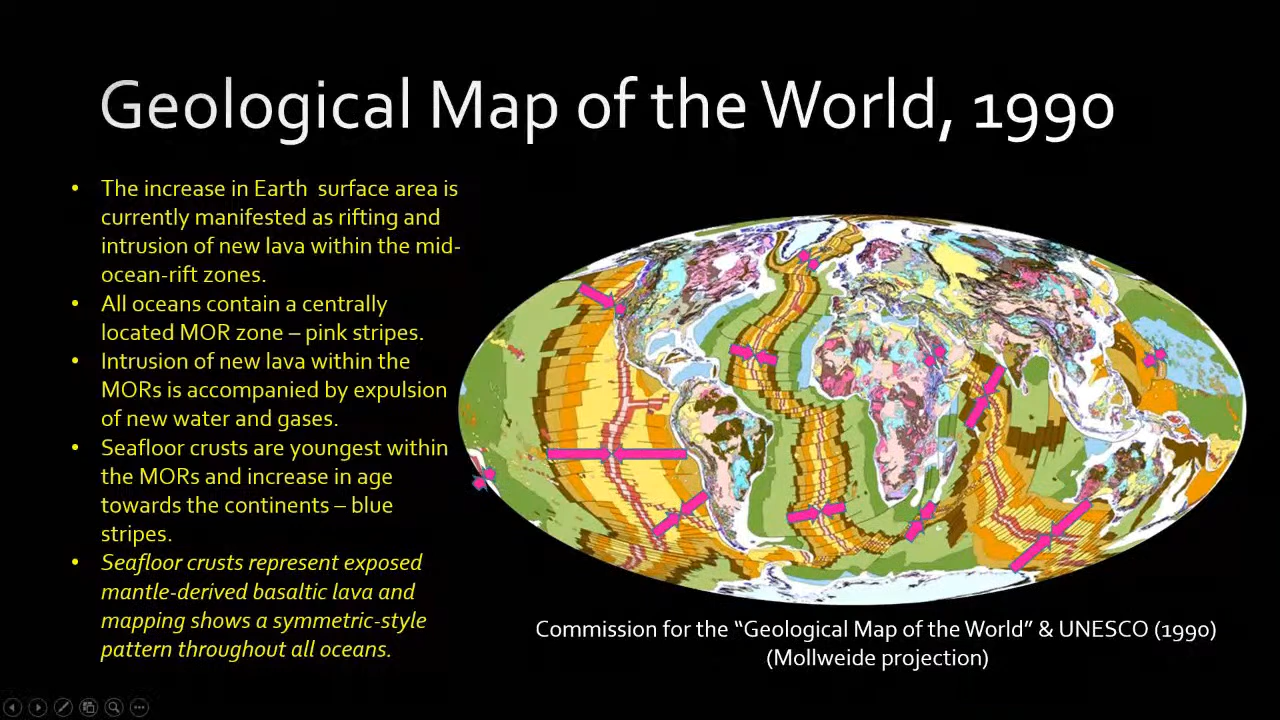 Geological Map of the World, 1990
• The increase in Earth surface area is
currently manifested as rifting and
intrusion of new lava within the mid-
ocean-rift zones.
• All oceans contain a centrally
located MOR zone – pink stripes.
• Intrusion of new lava within the
MORs is accompanied by expulsion
of new water and gases.
• Seafloor crusts are youngest within
the MORs and increase in age
towards the continents – blue
stripes.
• Seafloor crusts represent exposed
mantle-derived basaltic lava and
mapping shows a symmetric-style
pattern throughout all oceans.
Commission for the “Geological Map of the World” & UNESCO (1990)
(Mollweide projection)